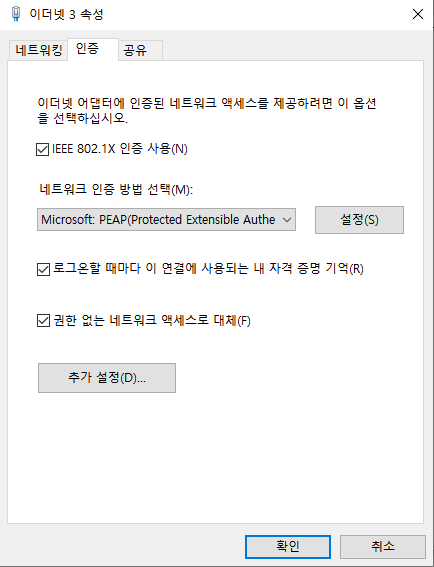 이더넷 3 속성
네트워킹 인증 공유
이더넷 어댑터에 인증된 네트워크 액세스를 제공하려면 이 옵션
을 선택하십시오.
IEEE 802.1X 인증 사용(N)
네트워크 인증 방법 선택(M):
Microsoft: PEAP(Protected Extensible Authe 설정(S)
로그온할 때마다 이 연결에 사용되는 내 자격 증명 기억(R)
권한 없는 네트워크 액세스로 대체(F)
추가 설정(D)...
확인 취소